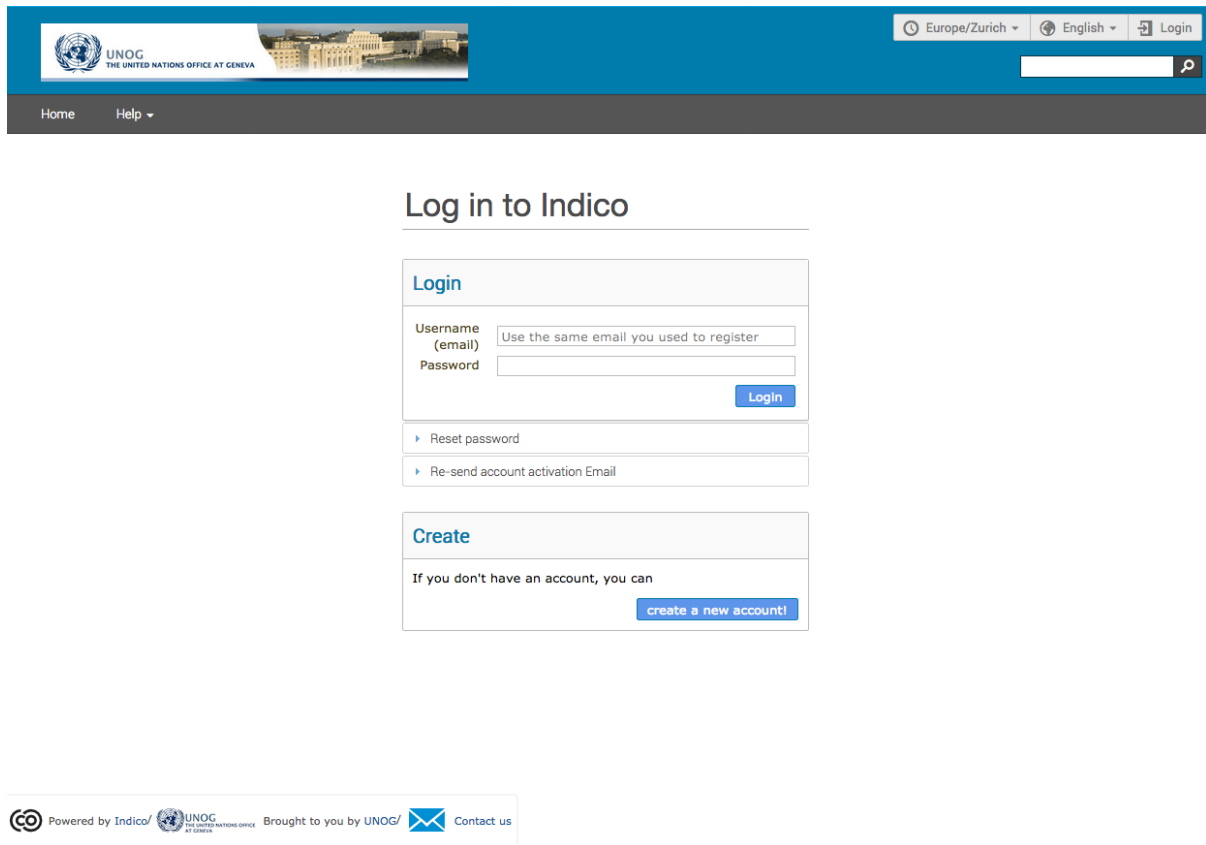 UNOG
THE UNITED NATIONS OFFICE AT GENEVA
Europe/Zurich
English
Login
Home
Help
Log in to Indico
Login
Username
(email)
Use the same email you used to register
Password
Login
Reset password
Re-send account activation Email
Create
If you don't have an account, you can
create a new account!
Powered by Indico/
UNOG
THE UNITED NATIONS OFFICE
AT GENEVA
Brought to you by UNOG/
Contact us